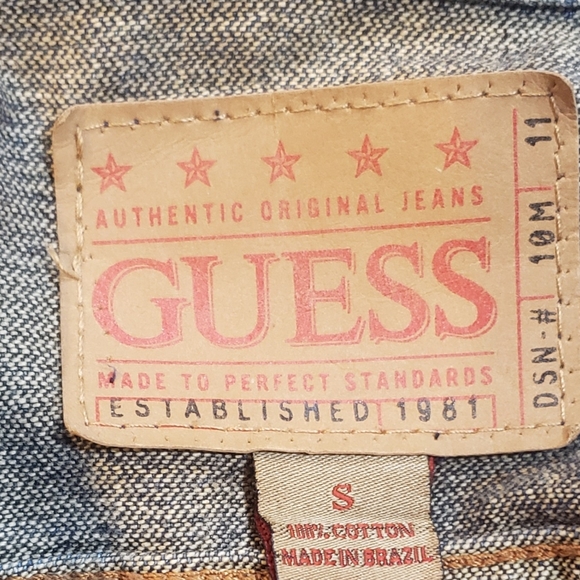 AUTHENTIC ORIGINAL JEANS
GUESS
MADE TO PERFECT STANDARDS
ESTABLISHED 1981
DSN-# 10M 11
S
100% COTTON
MADE IN BRAZIL